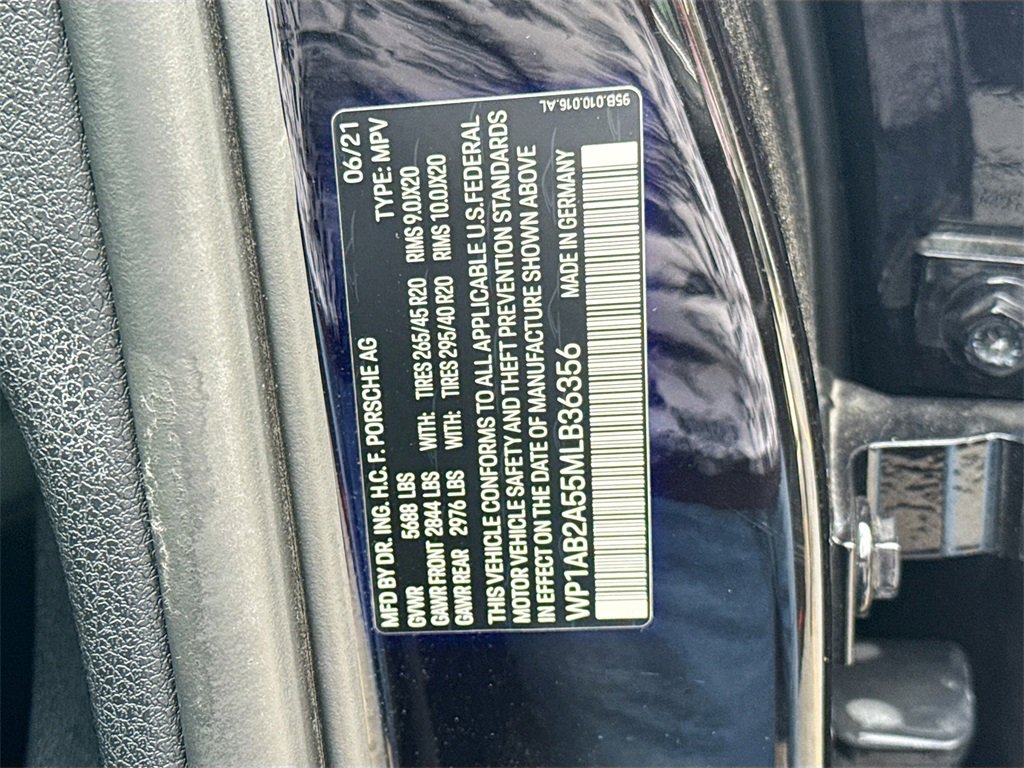 MFD BY DR. ING. H.C. F. PORSCHE AG 06/21
GVWR 5688 LBS TYPE: MPV
GAWR FRONT 2844 LBS WITH: TIRES 265/45 R20 RIMS 9.0JX20
GAWR REAR 2976 LBS WITH: TIRES 295/40 R20 RIMS 10.0JX20
THIS VEHICLE CONFORMS TO ALL APPLICABLE U.S. FEDERAL
MOTOR VEHICLE SAFETY AND THEFT PREVENTION STANDARDS
IN EFFECT ON THE DATE OF MANUFACTURE SHOWN ABOVE
WP1AB2A55MLB36356 MADE IN GERMANY
95B.010.016.AL